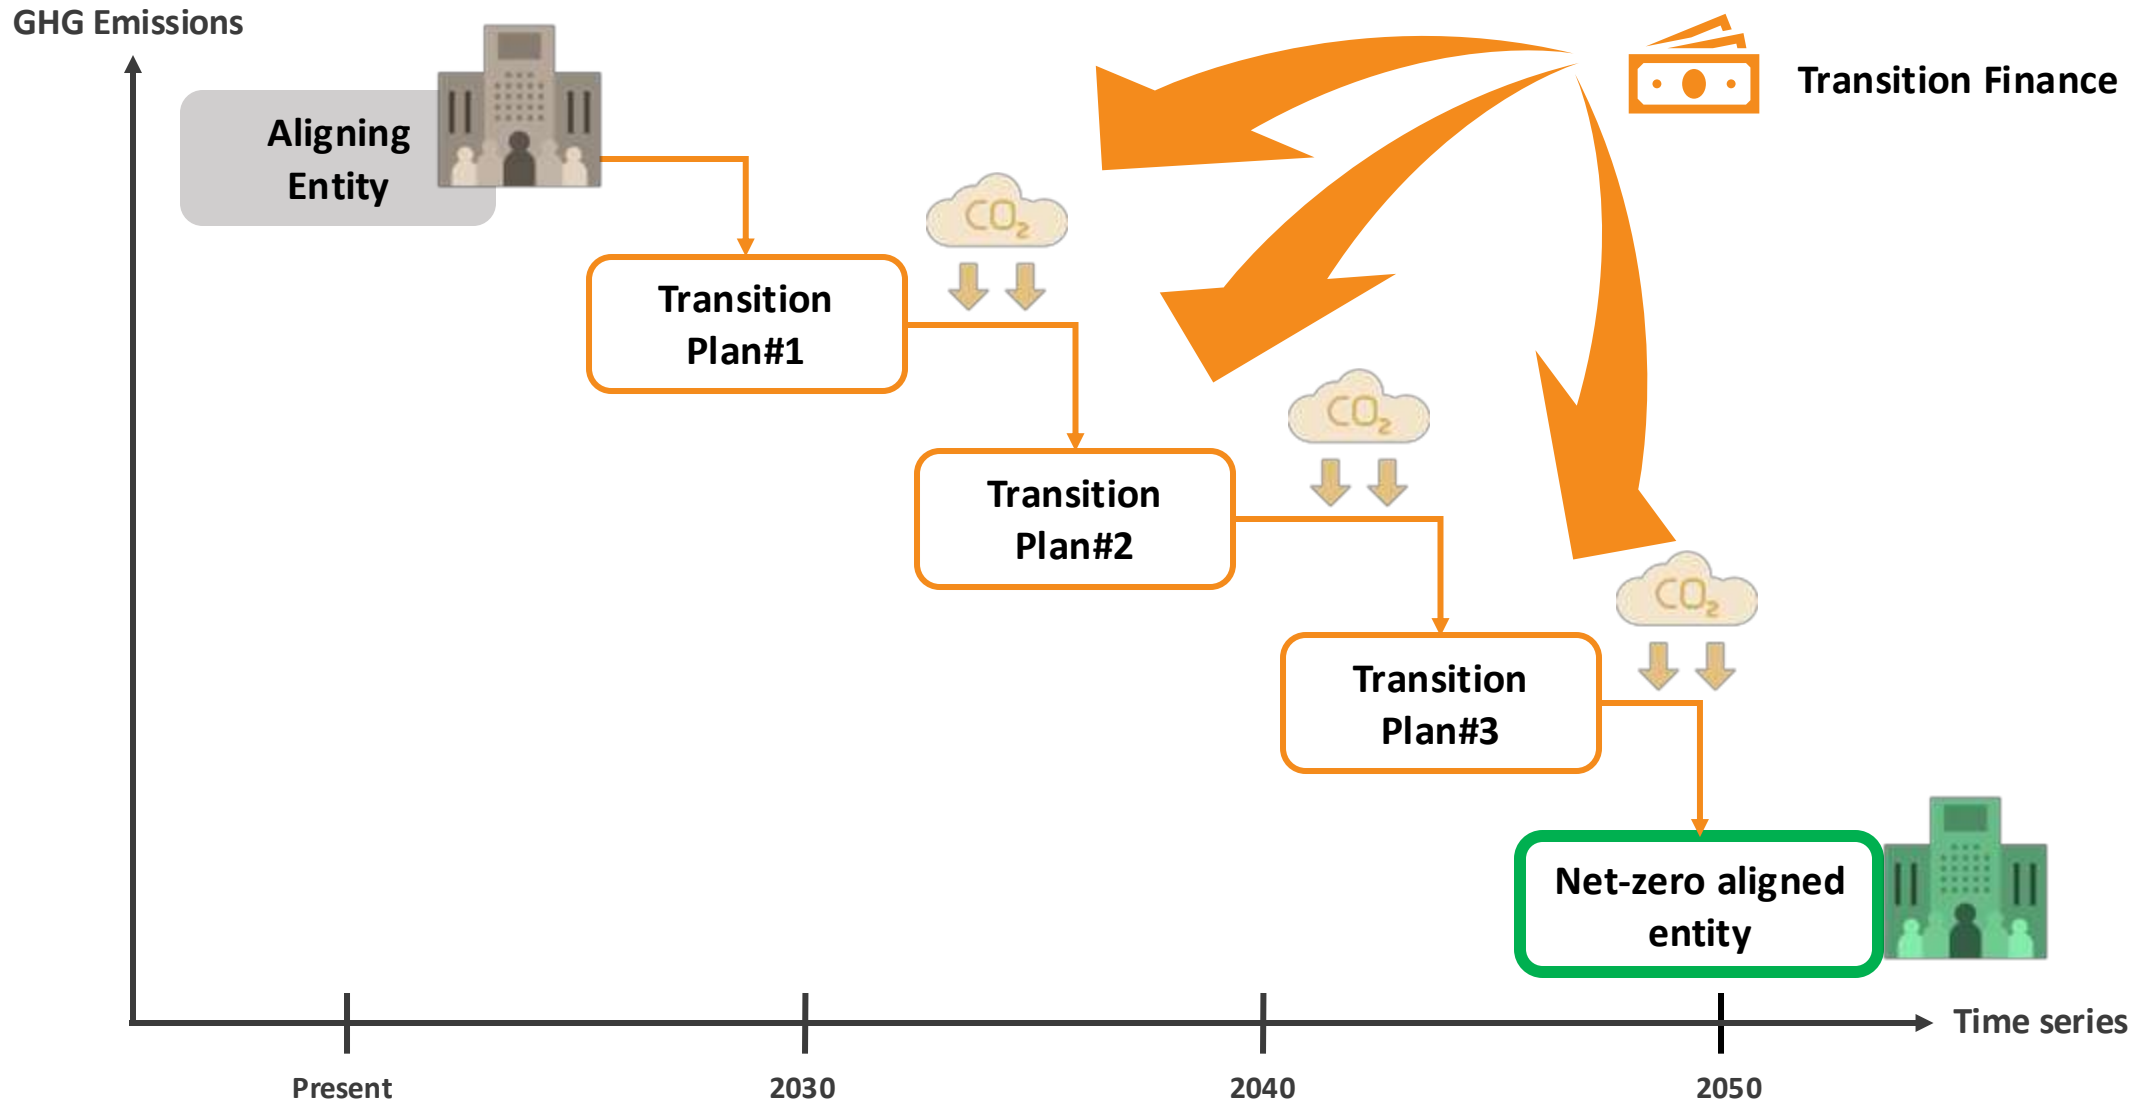 GHG Emissions
Transition Finance
Aligning
Entity
CO₂
Transition
Plan#1
CO₂
Transition
Plan#2
CO₂
Transition
Plan#3
Net-zero aligned
entity
Time series
Present
2030
2040
2050